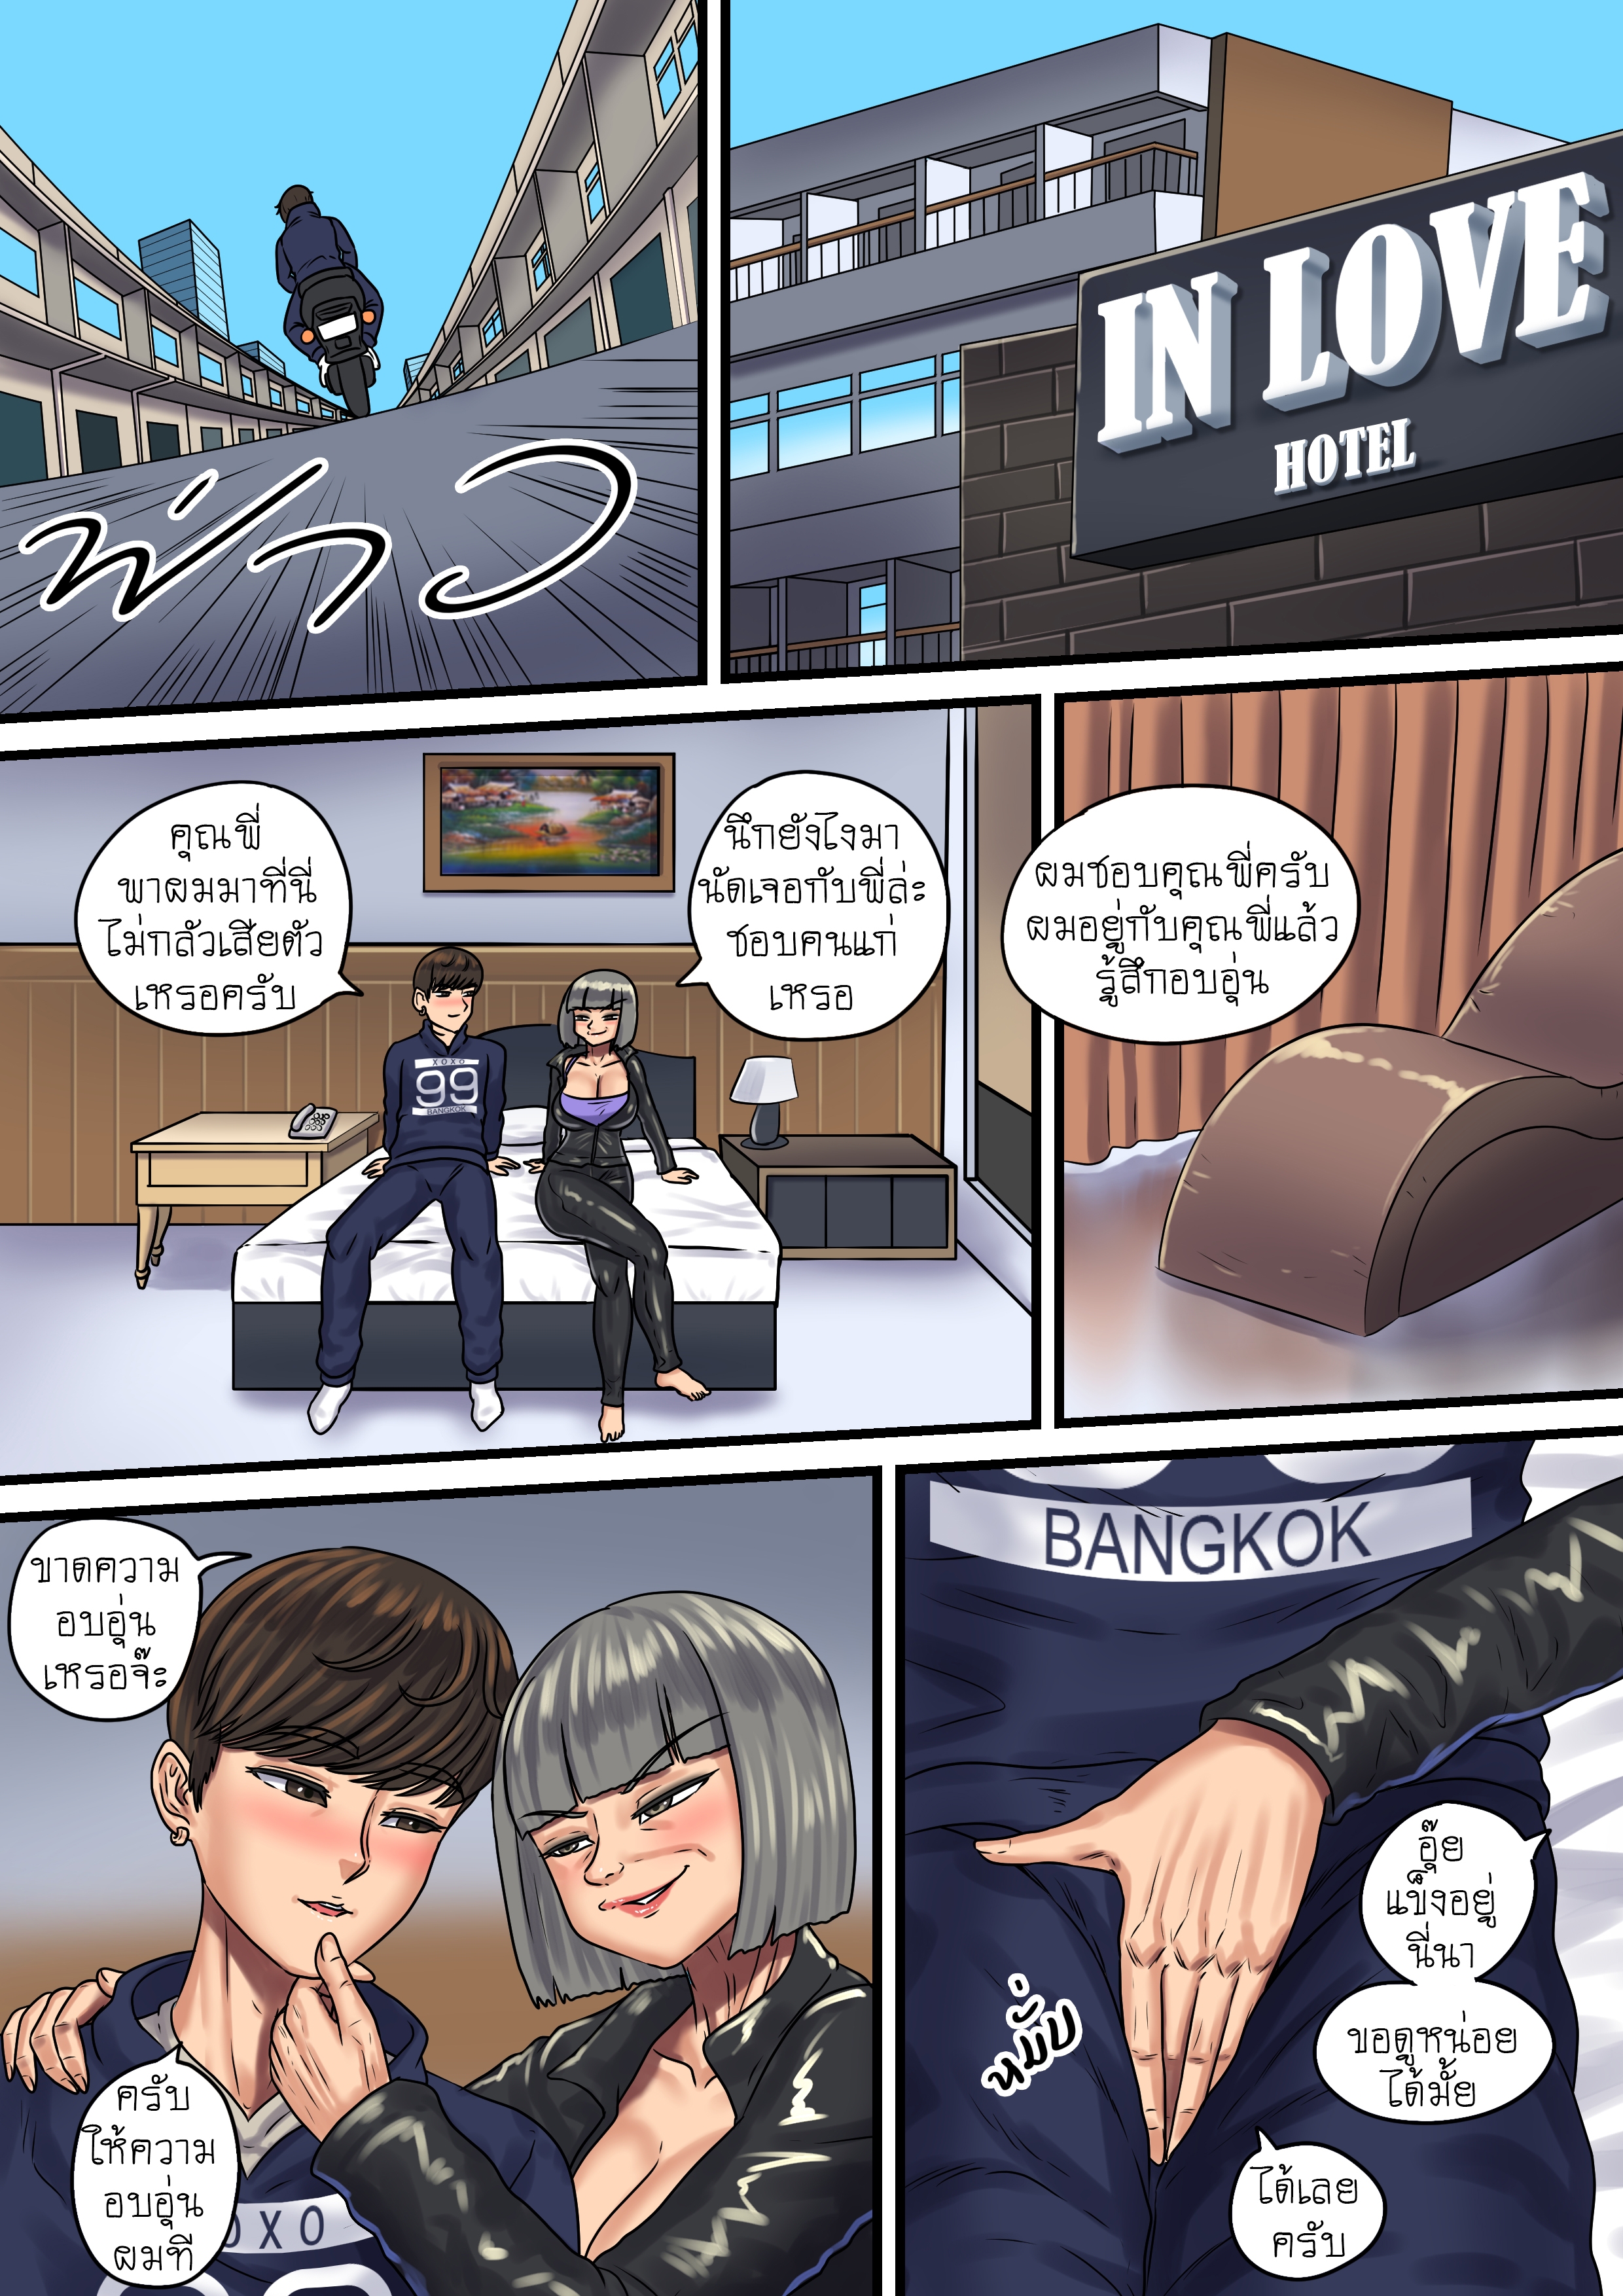 ฟ่าว
IN LOVE
HOTEL
คุณพี่
พาผมมาที่นี่
ไม่กลัวเสียตัว
เหรอครับ
นึกยังไงมา
นัดเจอกับพี่ล่ะ
ชอบคนแก่
เหรอ
XOXO
99
BANGKOK
ผมชอบคุณพี่ครับ
ผมอยู่กับคุณพี่แล้ว
รู้สึกอบอุ่น
ขาดความ
อบอุ่น
เหรอจ๊ะ
ครับ
ให้ความ
อบอุ่น
ผมที
OXO
BANGKOK
อุ๊ย
แข็งอยู่
นี่นา
ขอดูหน่อย
ได้มั้ย
หมั่บ
ได้เลย
ครับ